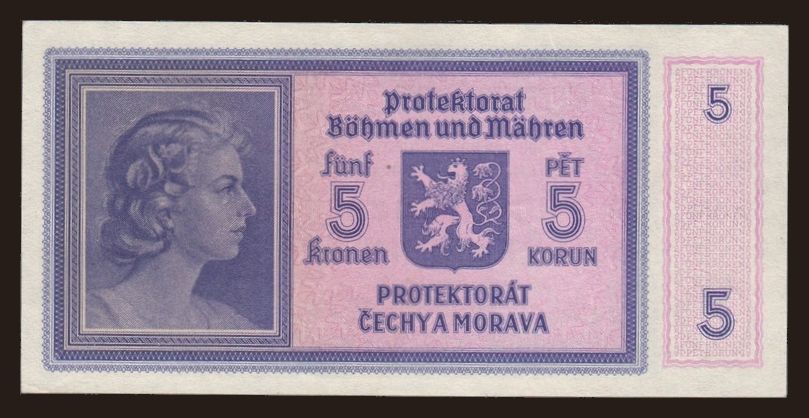 Protektorat
Böhmen und Mähren
fünf
5
Kronen
PĚT
5
KORUN
PROTEKTORÁT
ČECHY A MORAVA
5
5